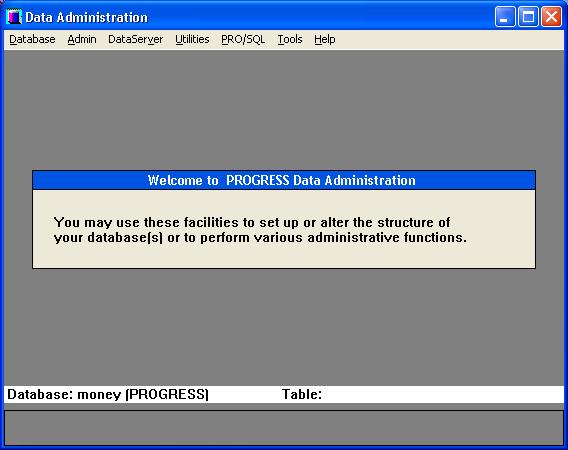 Data Administration
Database Admin DataServer Utilities PRO/SQL Tools Help
Welcome to PROGRESS Data Administration
You may use these facilities to set up or alter the structure of
your database(s) or to perform various administrative functions.
Database: money (PROGRESS) Table: